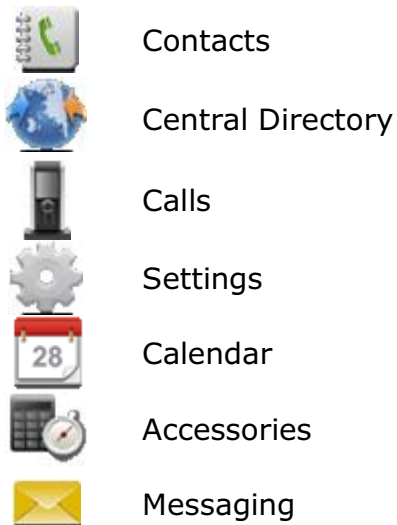 Contacts
Central Directory
Calls
Settings
28 Calendar
Accessories
Messaging